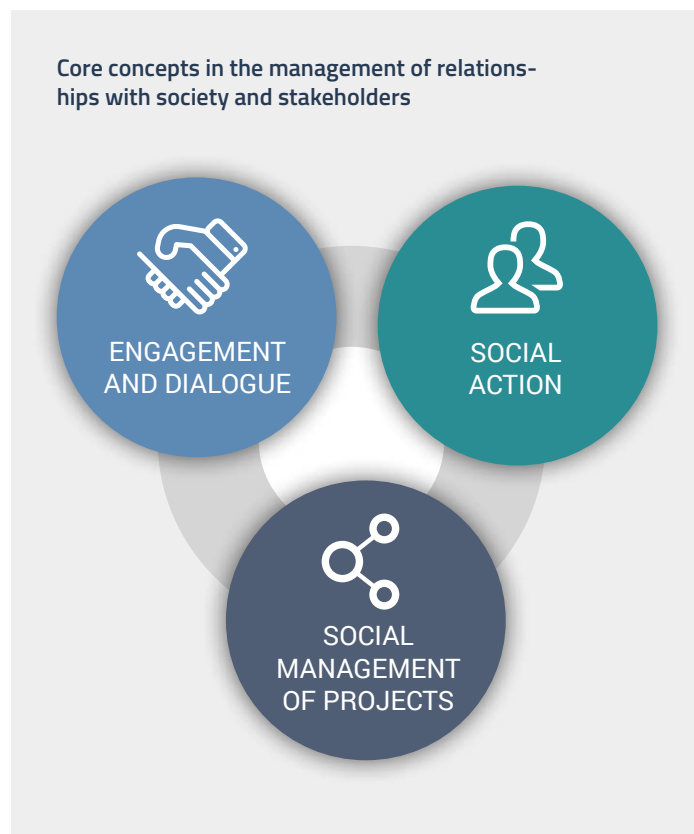 Core concepts in the management of relations-
hips with society and stakeholders
ENGAGEMENT
AND DIALOGUE
SOCIAL
ACTION
SOCIAL
MANAGEMENT
OF PROJECTS